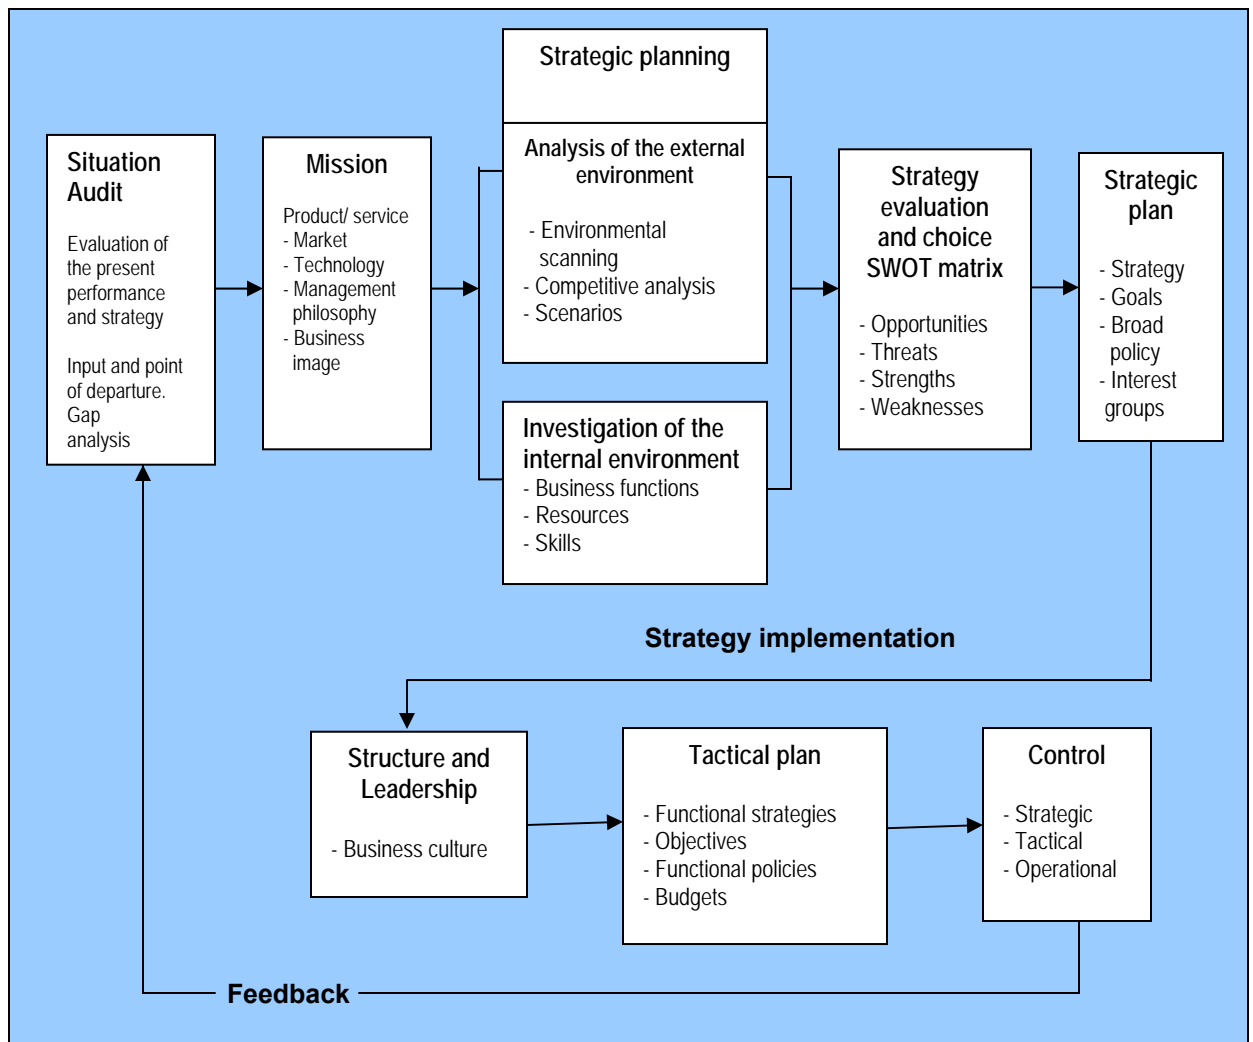 Strategic planning
Situation
Audit
Evaluation of
the present
performance
and strategy
Input and point
of departure.
Gap
analysis
Mission
Product/ service
- Market
- Technology
- Management
philosophy
- Business
image
Analysis of the external
environment
- Environmental
scanning
- Competitive analysis
- Scenarios
Investigation of the
internal environment
- Business functions
- Resources
- Skills
Strategy
evaluation
and choice
SWOT matrix
- Opportunities
- Threats
- Strengths
- Weaknesses
Strategic
plan
- Strategy
- Goals
- Broad
policy
- Interest
groups
Strategy implementation
Structure and
Leadership
- Business culture
Tactical plan
- Functional strategies
- Objectives
- Functional policies
- Budgets
Control
- Strategic
- Tactical
- Operational
Feedback